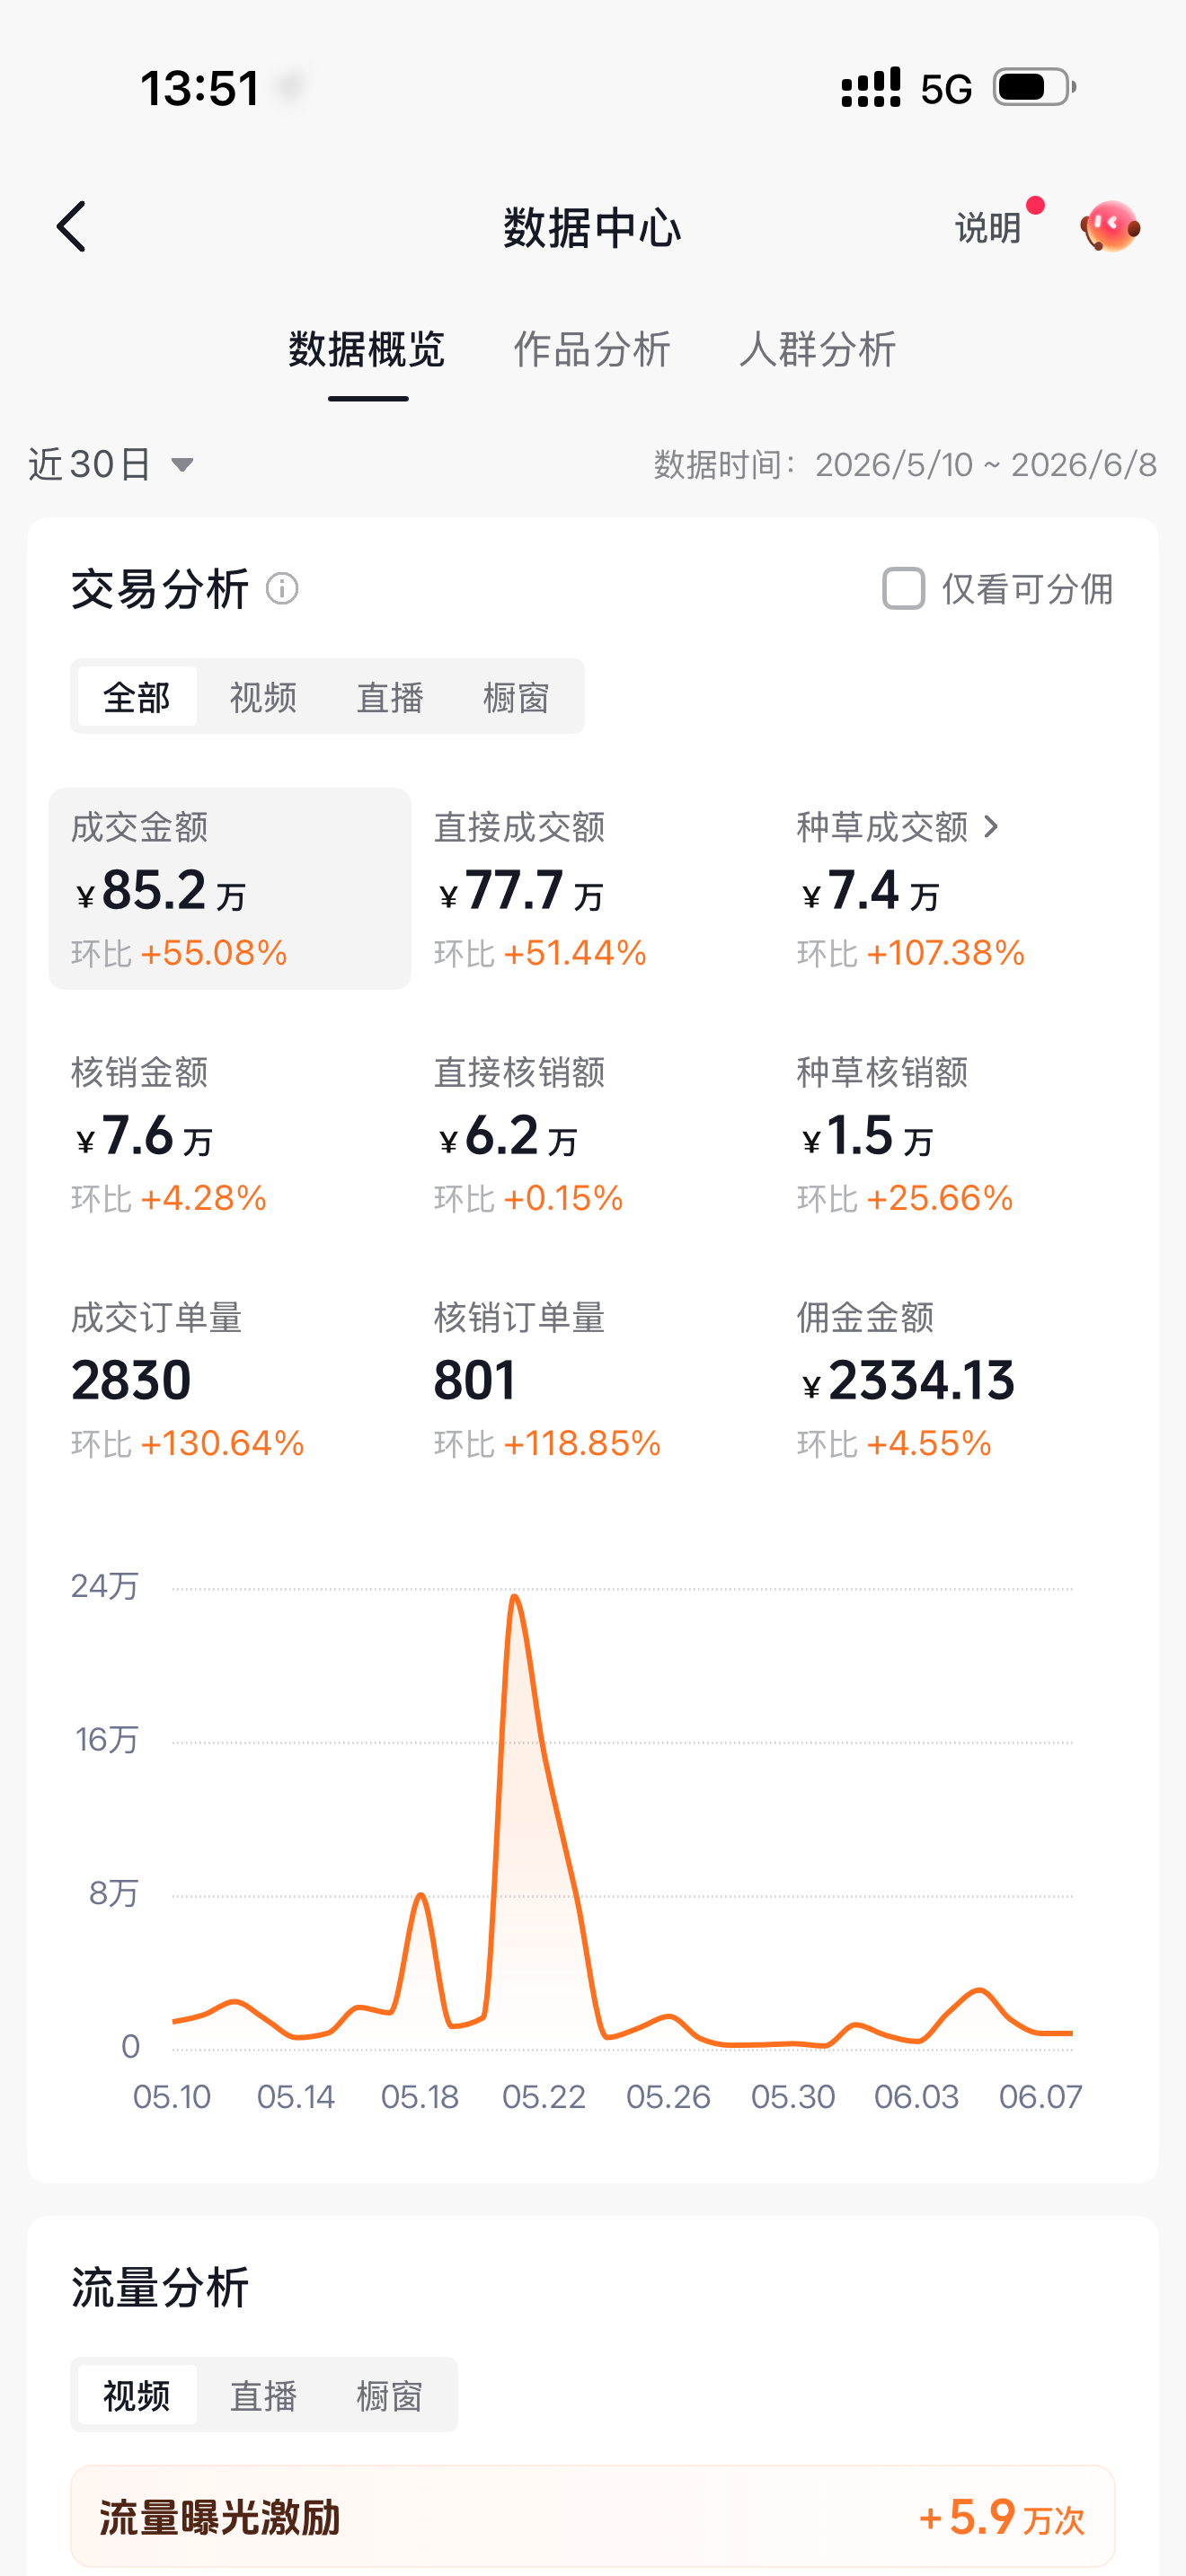 13:51 5G
数据中心 说明
数据概览 作品分析 人群分析
近30日 数据时间：2026/5/10 ~ 2026/6/8
交易分析 仅看可分佣
全部 视频 直播 橱窗
成交金额 直接成交额 种草成交额
¥85.2万 ¥77.7万 ¥7.4万
环比 +55.08% 环比 +51.44% 环比 +107.38%
核销金额 直接核销额 种草核销额
¥7.6万 ¥6.2万 ¥1.5万
环比 +4.28% 环比 +0.15% 环比 +25.66%
成交订单量 核销订单量 佣金金额
2830 801 ¥2334.13
环比 +130.64% 环比 +118.85% 环比 +4.55%
24万
16万
8万
0
05.10 05.14 05.18 05.22 05.26 05.30 06.03 06.07
流量分析
视频 直播 橱窗
流量曝光激励 +5.9万次